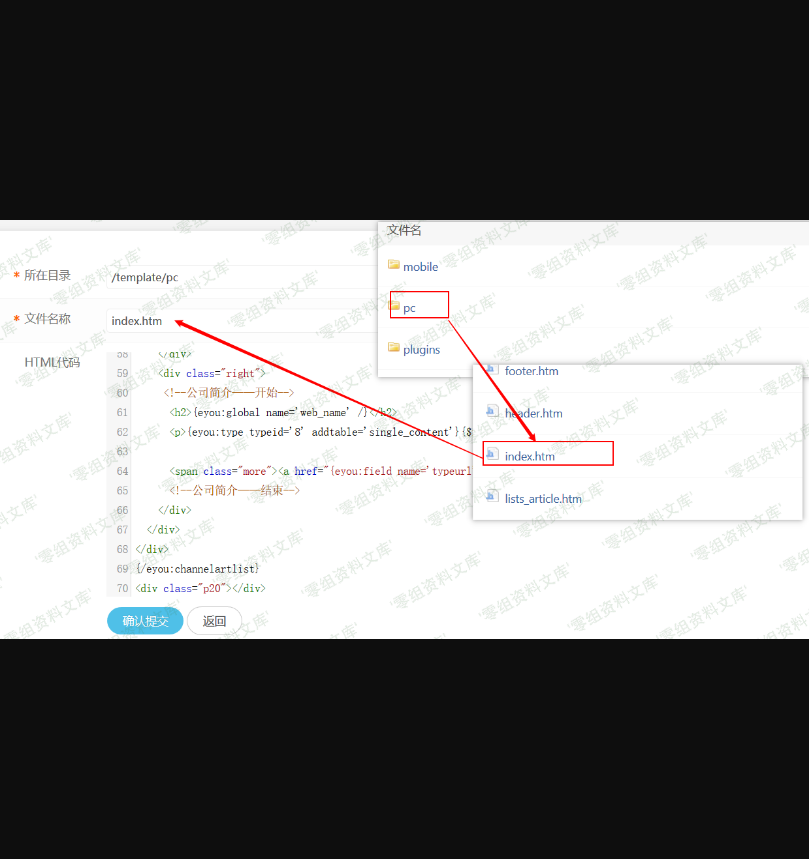 文件名
mobile
pc
plugins
* 所在目录 /template/pc
* 文件名称 index.htm
HTML代码
58 </div>
59 <div class="right">
60 <!--公司简介——开始-->
61 <h2>{eyou:global name='web_name' /}</h2>
62 <p>{eyou:type typeid='8' addtable='single_content'}{$
63
64 <span class="more"><a href="{eyou:field name='typeurl
65 <!--公司简介——结束-->
66 </div>
67 </div>
68 </div>
69 {/eyou:channelartlist}
70 <div class="p20"></div>
footer.htm
header.htm
index.htm
lists_article.htm
确认提交 返回
零组资料文库